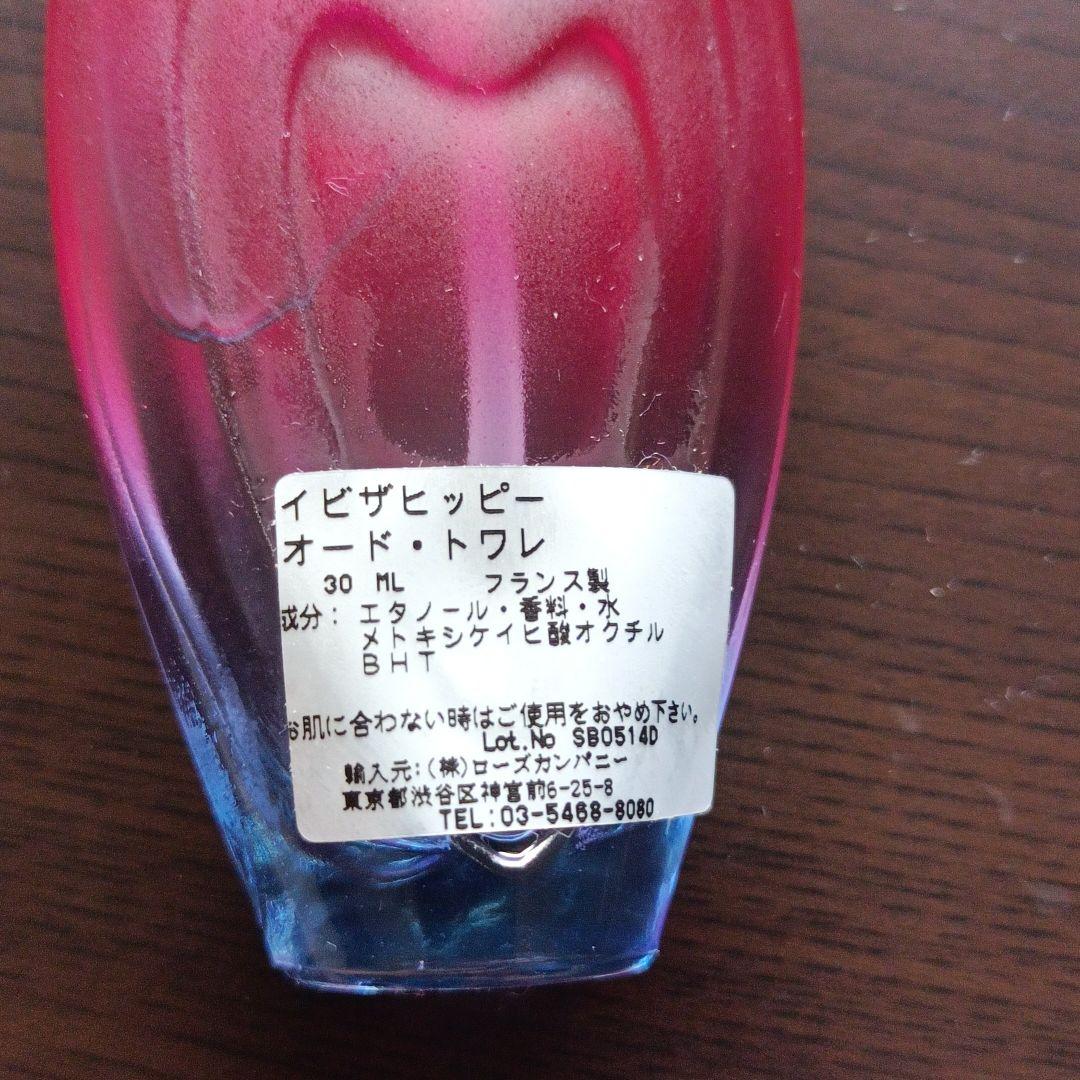 イビザヒッピー
オード・トワレ
30 ML フランス製
成分: エタノール・香料・水
メトキシケイヒ酸オクチル
BHT
お肌に合わない時はご使用をおやめ下さい。
Lot.No SB0514D
輸入元:(株)ローズカンパニー
東京都渋谷区神宮前6-25-8
TEL:03-5468-8080